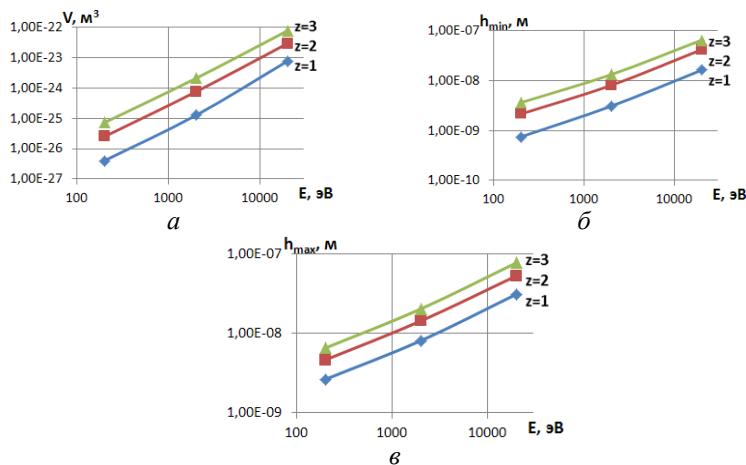 V, м³
1,00E-22
1,00E-23
1,00E-24
1,00E-25
1,00E-26
1,00E-27
z=3
z=2
z=1
100
1000
10000
E, эВ
а
hmin, м
1,00E-07
1,00E-08
1,00E-09
1,00E-10
z=3
z=2
z=1
100
1000
10000
E, эВ
б
hmax, м
1,00E-07
1,00E-08
1,00E-09
z=3
z=2
z=1
100
1000
10000
E, эВ
в